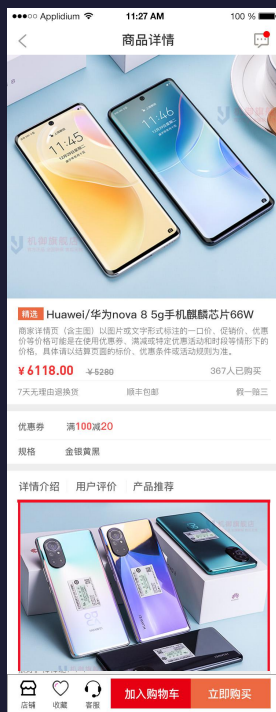 Applidium
11:27 AM
100 %
商品详情
11:45
11:46
机御旗舰店
精选 Huawei/华为nova 8 5g手机麒麟芯片66W
商家详情页（含主图）以图片或文字形式标注的一口价、促销价、优惠
价等价格可能是在使用优惠券、满减或特定优惠活动和时段等情形下的
价格，具体请以结算页面的标价、优惠条件或活动规则为准。
¥6118.00 ¥5280 367人已购买
7天无理由退换货 顺丰包邮 假一赔三
优惠券 满100减20
规格 金银黄黑
详情介绍 用户评价 产品推荐
HUAWEI
店铺 收藏 客服 加入购物车 立即购买